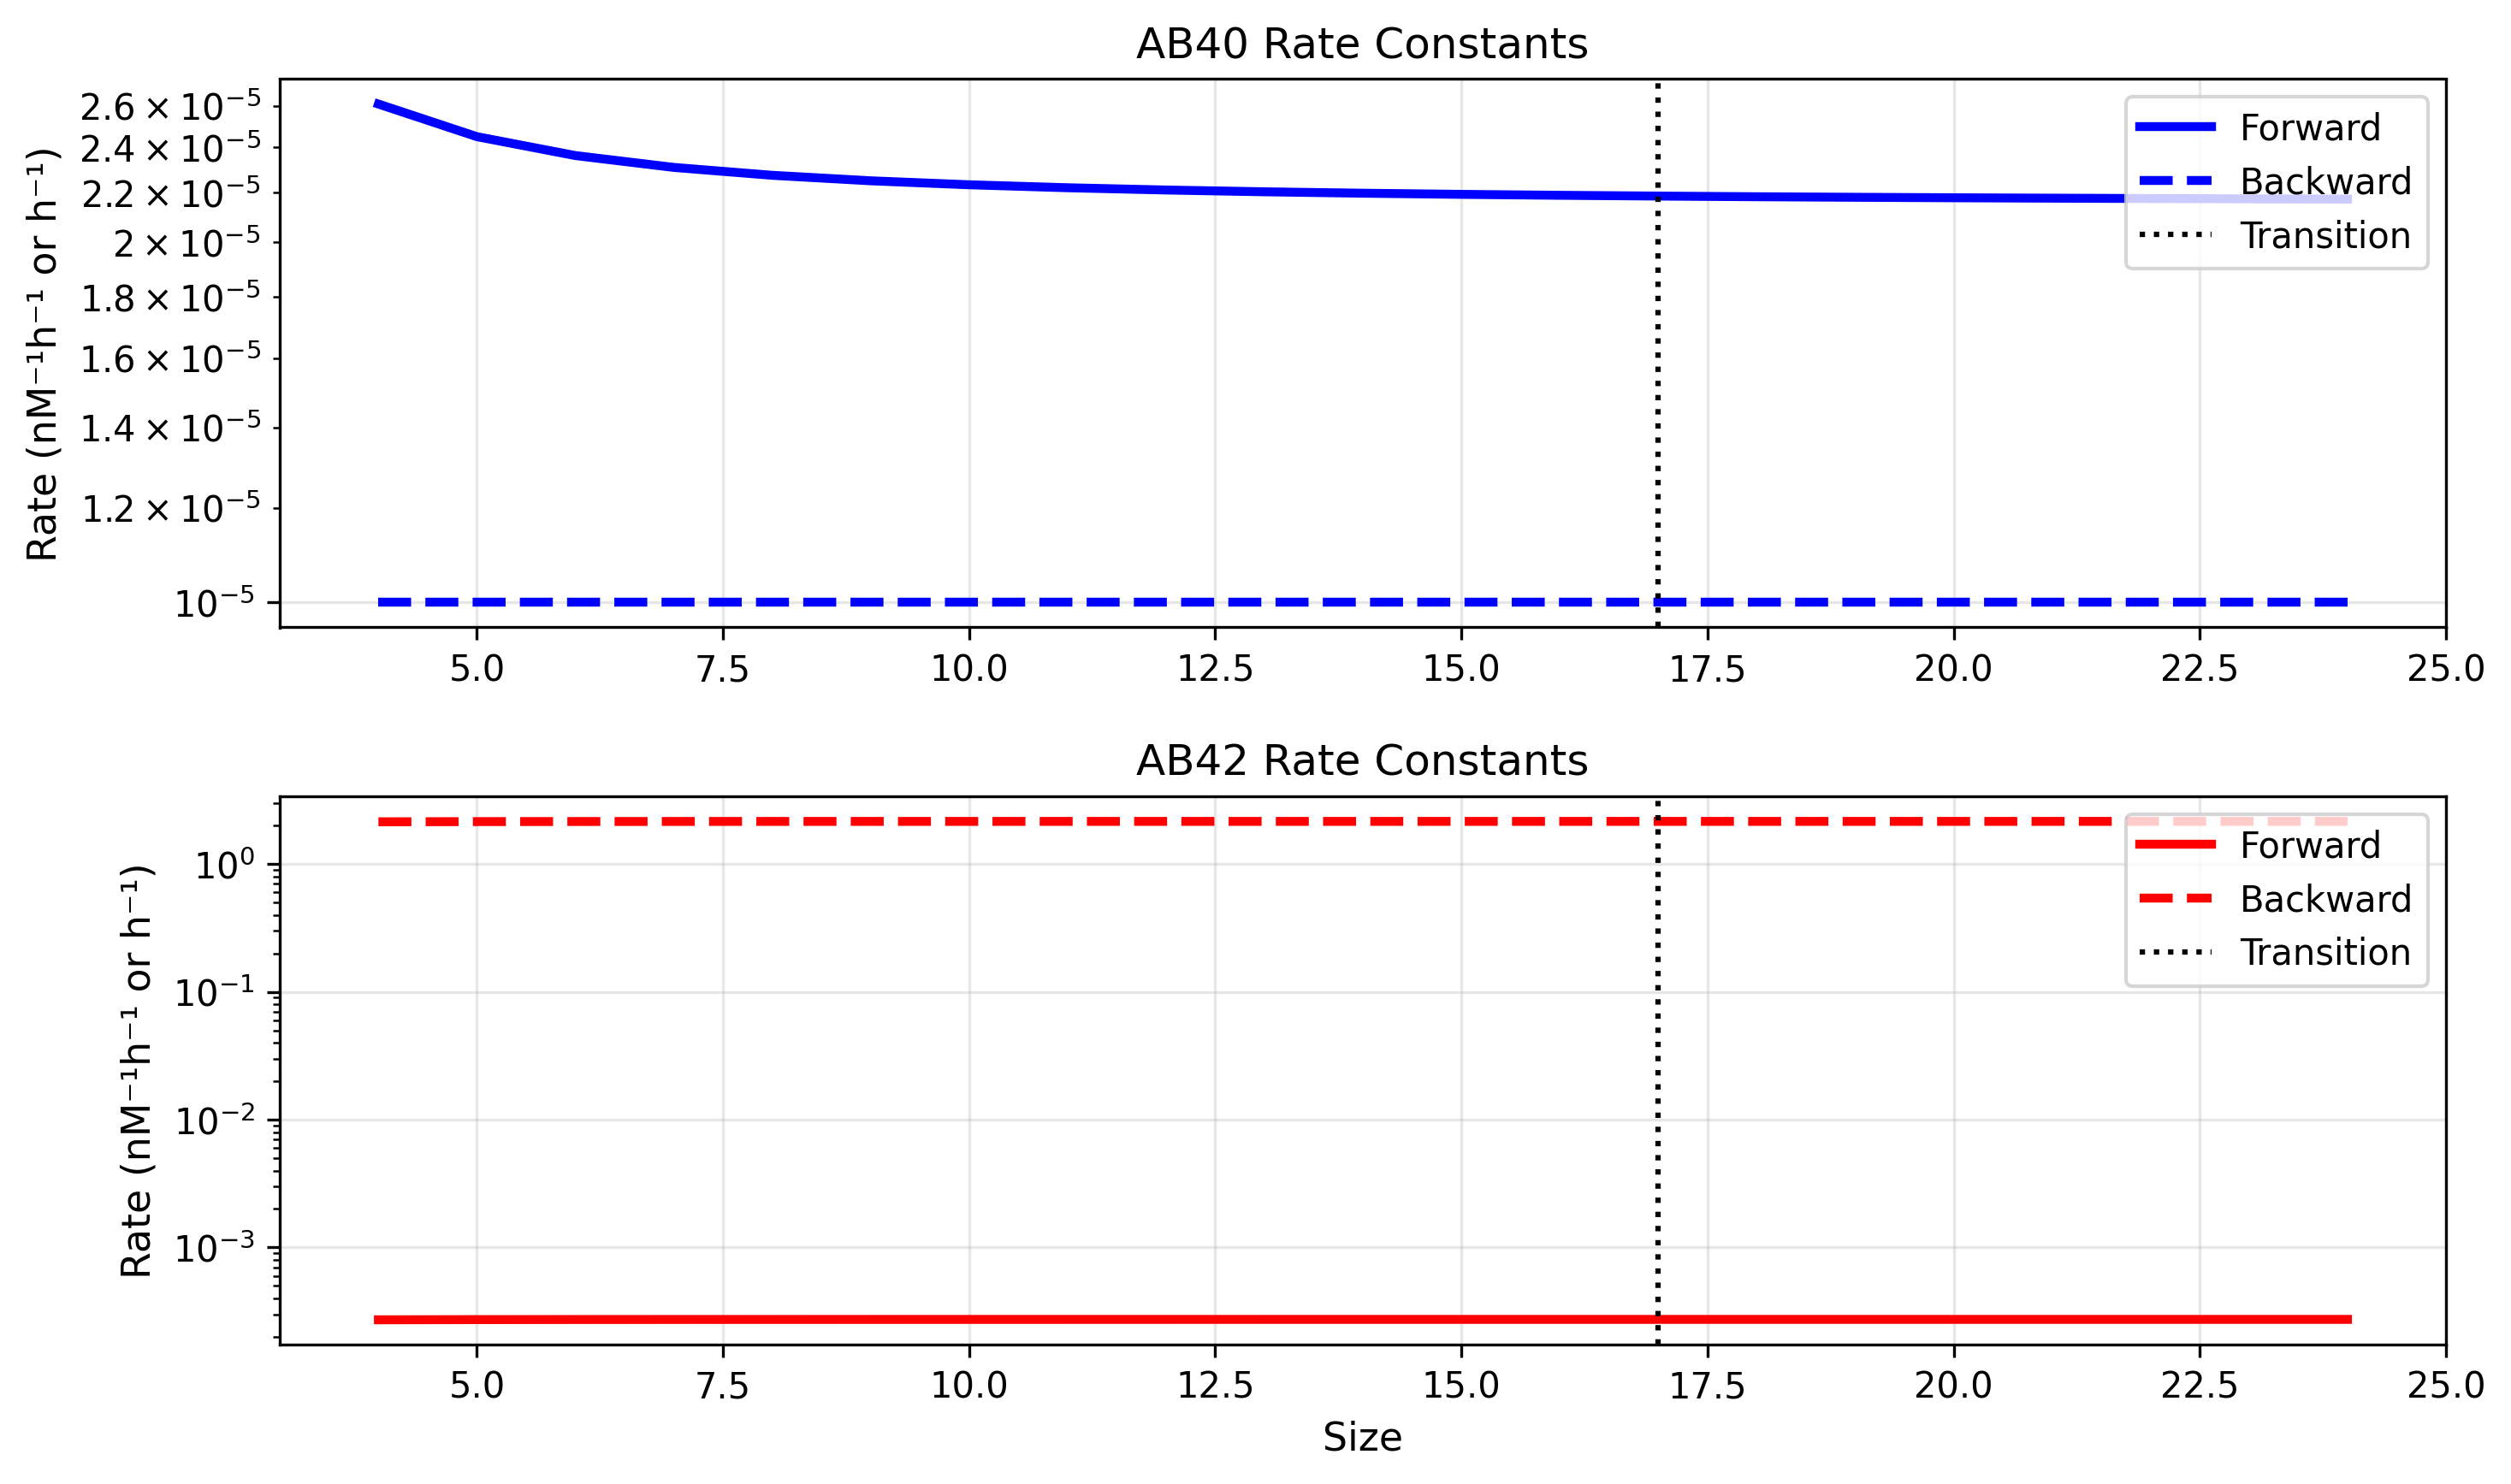 AB40 Rate Constants
Rate (nM⁻¹h⁻¹ or h⁻¹)
2.6 × 10⁻⁵
2.4 × 10⁻⁵
2.2 × 10⁻⁵
2 × 10⁻⁵
1.8 × 10⁻⁵
1.6 × 10⁻⁵
1.4 × 10⁻⁵
1.2 × 10⁻⁵
10⁻⁵
Forward
Backward
Transition
5.0 7.5 10.0 12.5 15.0 17.5 20.0 22.5 25.0
AB42 Rate Constants
Rate (nM⁻¹h⁻¹ or h⁻¹)
10⁰
10⁻¹
10⁻²
10⁻³
Forward
Backward
Transition
5.0 7.5 10.0 12.5 15.0 17.5 20.0 22.5 25.0
Size